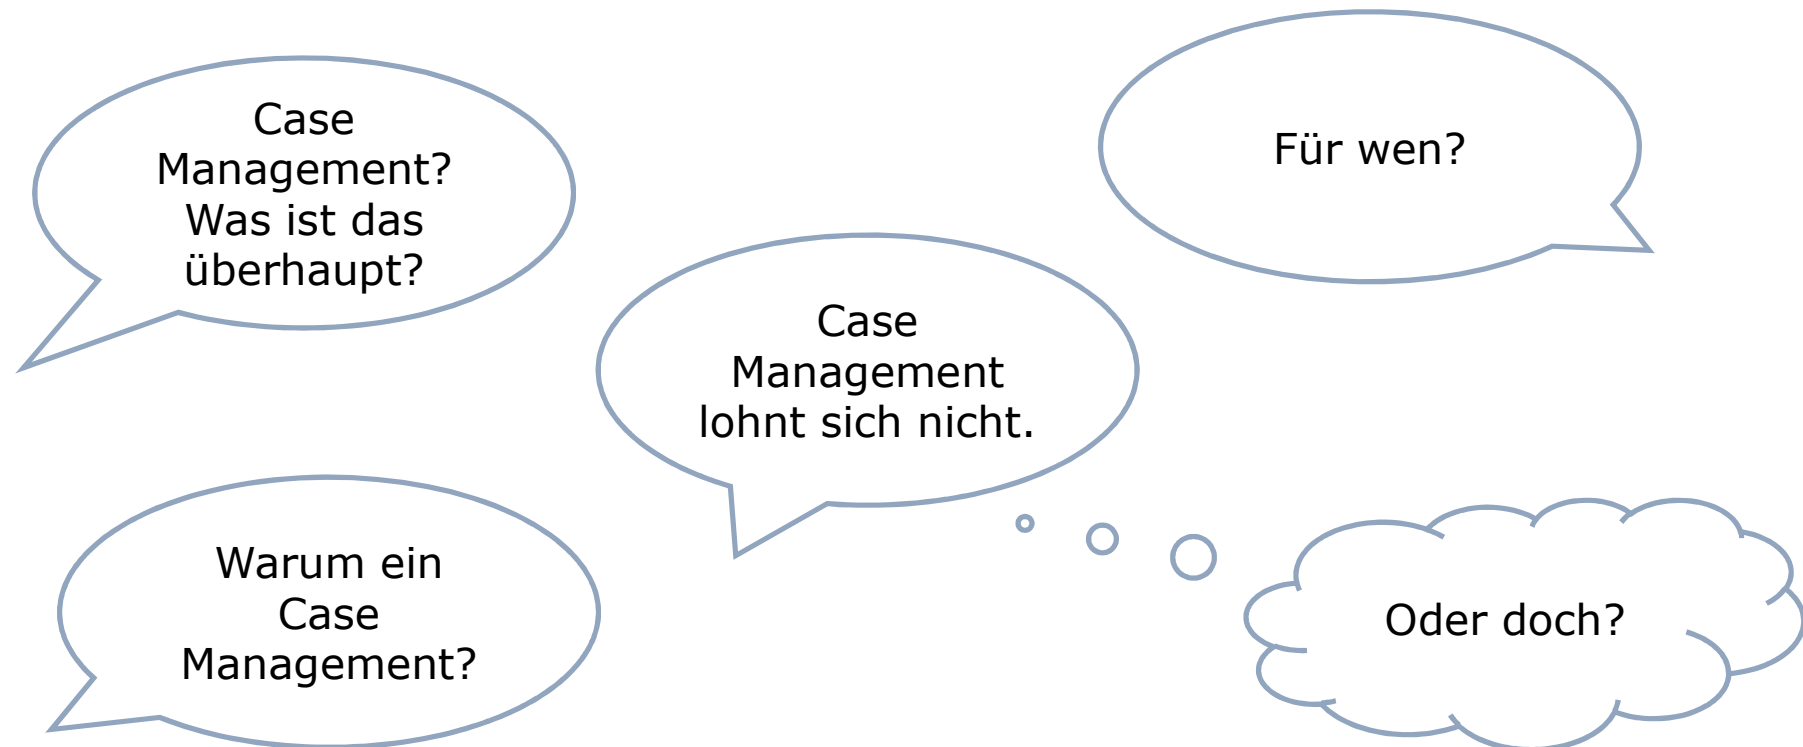 Case
Management?
Was ist das
überhaupt?
Für wen?
Case
Management
lohnt sich nicht.
Warum ein
Case
Management?
Oder doch?